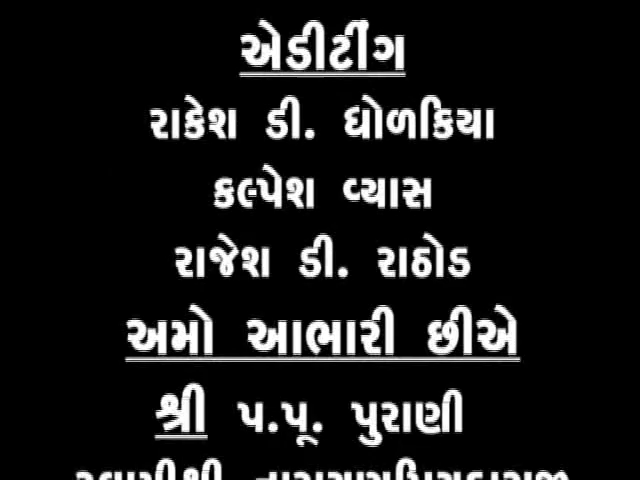 એડીટીંગ
રાકેશ ડી. ધોળકિયા
કલ્પેશ વ્યાસ
રાજેશ ડી. રાઠોડ
અમો આભારી છીએ
શ્રી પ.પૂ. પુરાણી